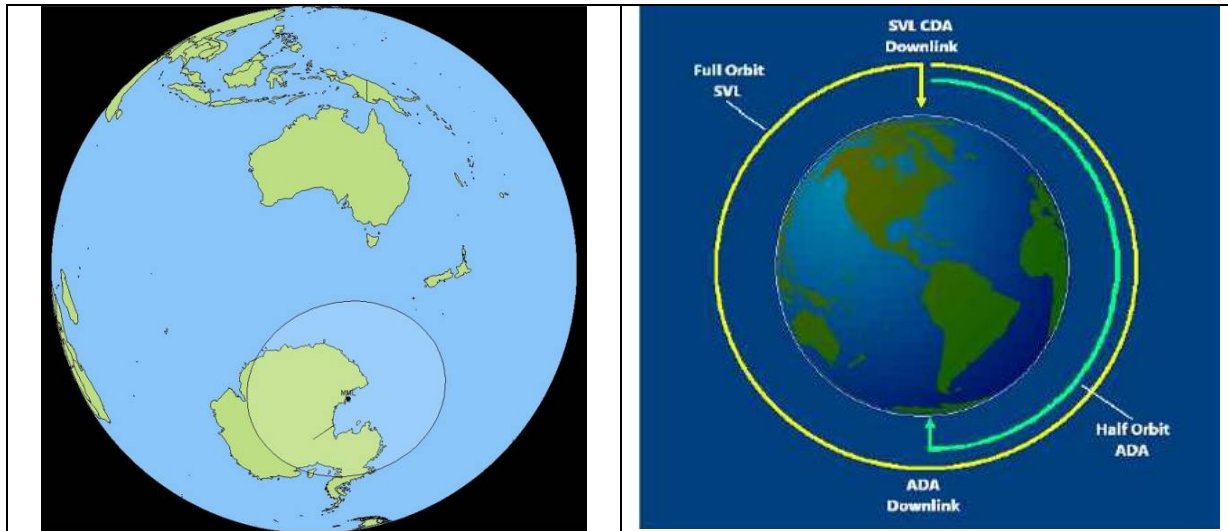 MML
SVL CDA
Downlink
Full Orbit
SVL
Half Orbit
ADA
ADA
Downlink